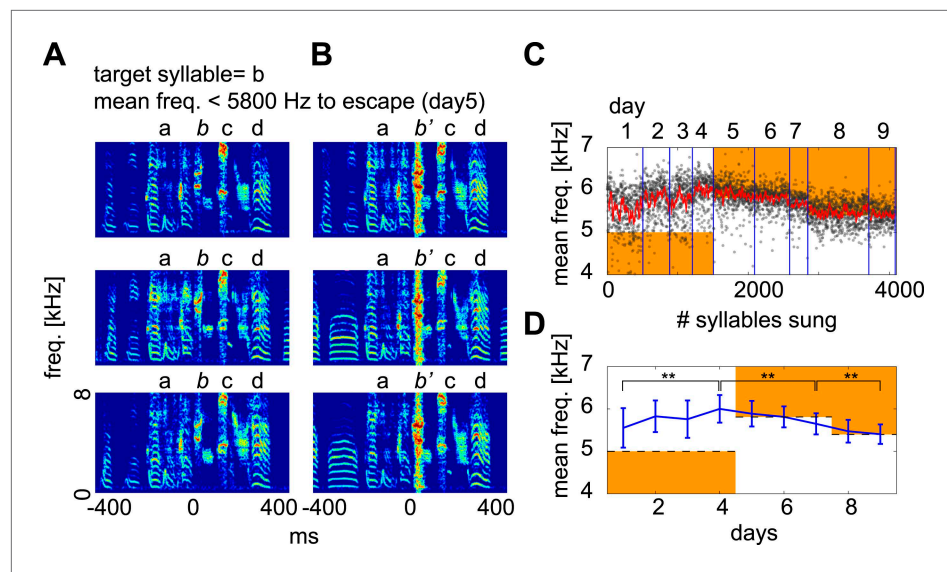 A
B
target syllable= b
mean freq. < 5800 Hz to escape (day5)
a b c d
a b' c d
a b c d
a b' c d
a b c d
a b' c d
freq. [kHz]
8
0
-400 0 400
-400 0 400
ms
C
day
1 2 3 4 5 6 7 8 9
mean freq. [kHz]
7
6
5
4
0 2000 4000
# syllables sung
D
mean freq. [kHz]
7
6
5
4
** ** **
2 4 6 8
days